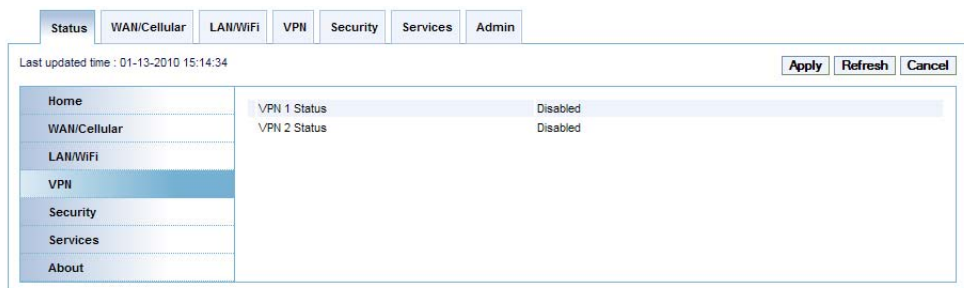 Status WAN/Cellular LAN/WiFi VPN Security Services Admin
Last updated time : 01-13-2010 15:14:34
Apply Refresh Cancel
Home
WAN/Cellular
LAN/WiFi
VPN
Security
Services
About
VPN 1 Status Disabled
VPN 2 Status Disabled